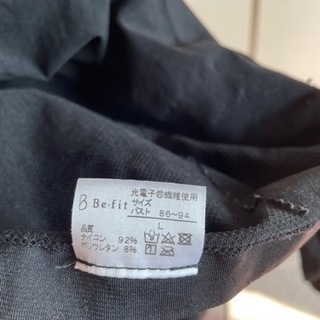 光電子®繊維使用
B Be-fit サイズ
バスト 86~94
L
品質
ナイロン 92%
ポリウレタン 8%